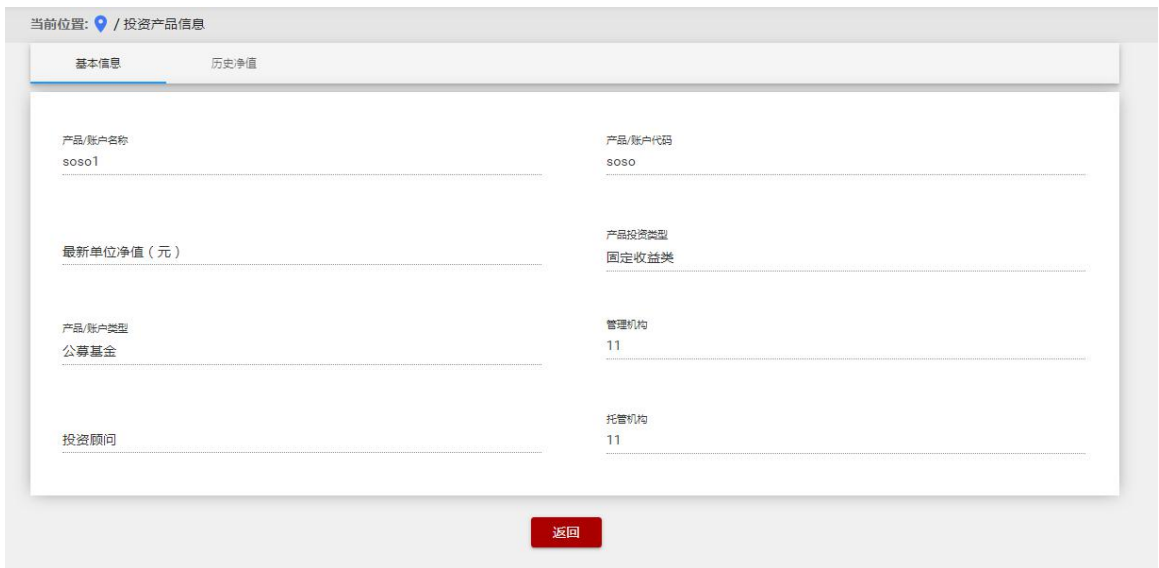 当前位置: / 投资产品信息
基本信息 历史净值
产品/账户名称 产品/账户代码
soso1 soso
产品投资类型
最新单位净值（元） 固定收益类
产品/账户类型 管理机构
公募基金 11
托管机构
投资顾问 11
返回